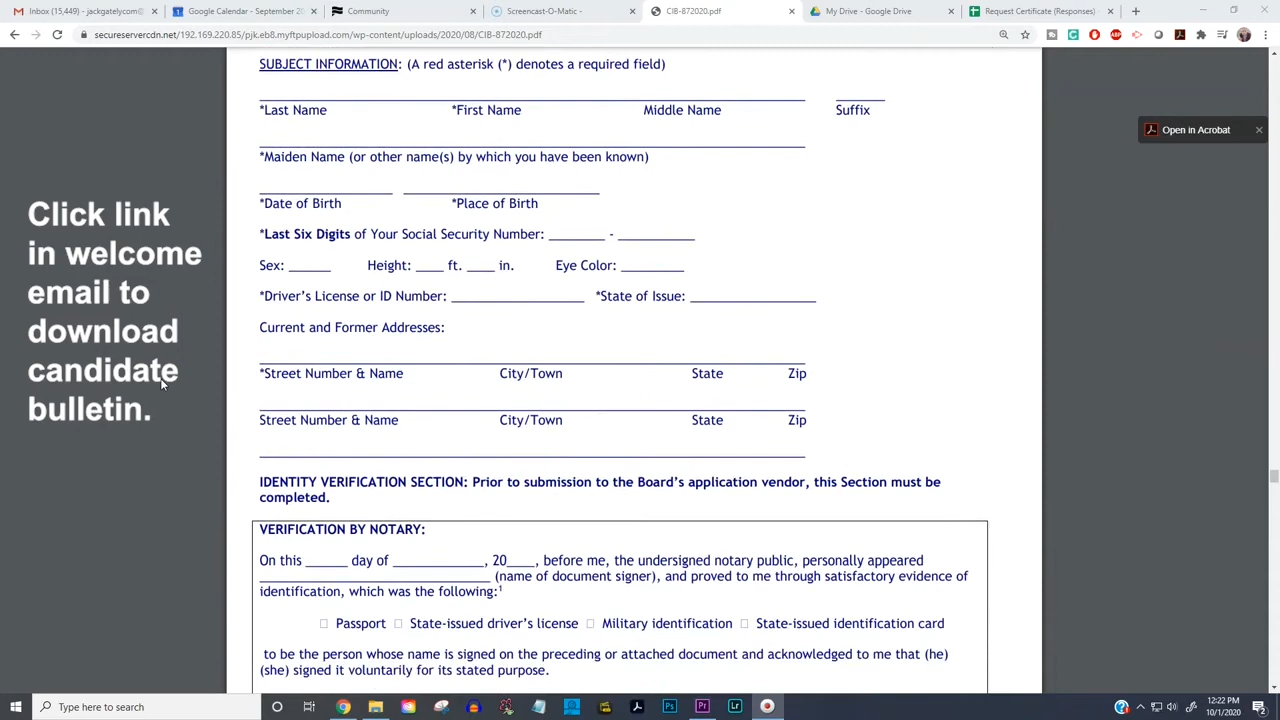 Inbox (15,449) - jackgatelycom@
Google Calendar - September 20
Community
Screencast-O-Matic -
CIB-872020.pdf
My Drive - Google Drive
Request Certificate (Responses)
secureservercdn.net/192.169.220.85/pjk.eb8.myftpupload.com/wp-content/uploads/2020/08/CIB-872020.pdf
SUBJECT INFORMATION: (A red asterisk (*) denotes a required field)
*Last Name *First Name Middle Name Suffix
Open in Acrobat
*Maiden Name (or other name(s) by which you have been known)
*Date of Birth *Place of Birth
*Last Six Digits of Your Social Security Number: _______ - __________
Sex: ______ Height: ____ ft. ____ in. Eye Color: _________
*Driver's License or ID Number: ___________________ *State of Issue: __________________
Current and Former Addresses:
*Street Number & Name City/Town State Zip
Street Number & Name City/Town State Zip
Click link
in welcome
email to
download
candidate
bulletin.
IDENTITY VERIFICATION SECTION: Prior to submission to the Board's application vendor, this Section must be
completed.
VERIFICATION BY NOTARY:
On this ______ day of _____________, 20____, before me, the undersigned notary public, personally appeared
_________________________________ (name of document signer), and proved to me through satisfactory evidence of
identification, which was the following:¹
□ Passport □ State-issued driver's license □ Military identification □ State-issued identification card
to be the person whose name is signed on the preceding or attached document and acknowledged to me that (he)
(she) signed it voluntarily for its stated purpose.
Type here to search
12:22 PM
10/1/2020